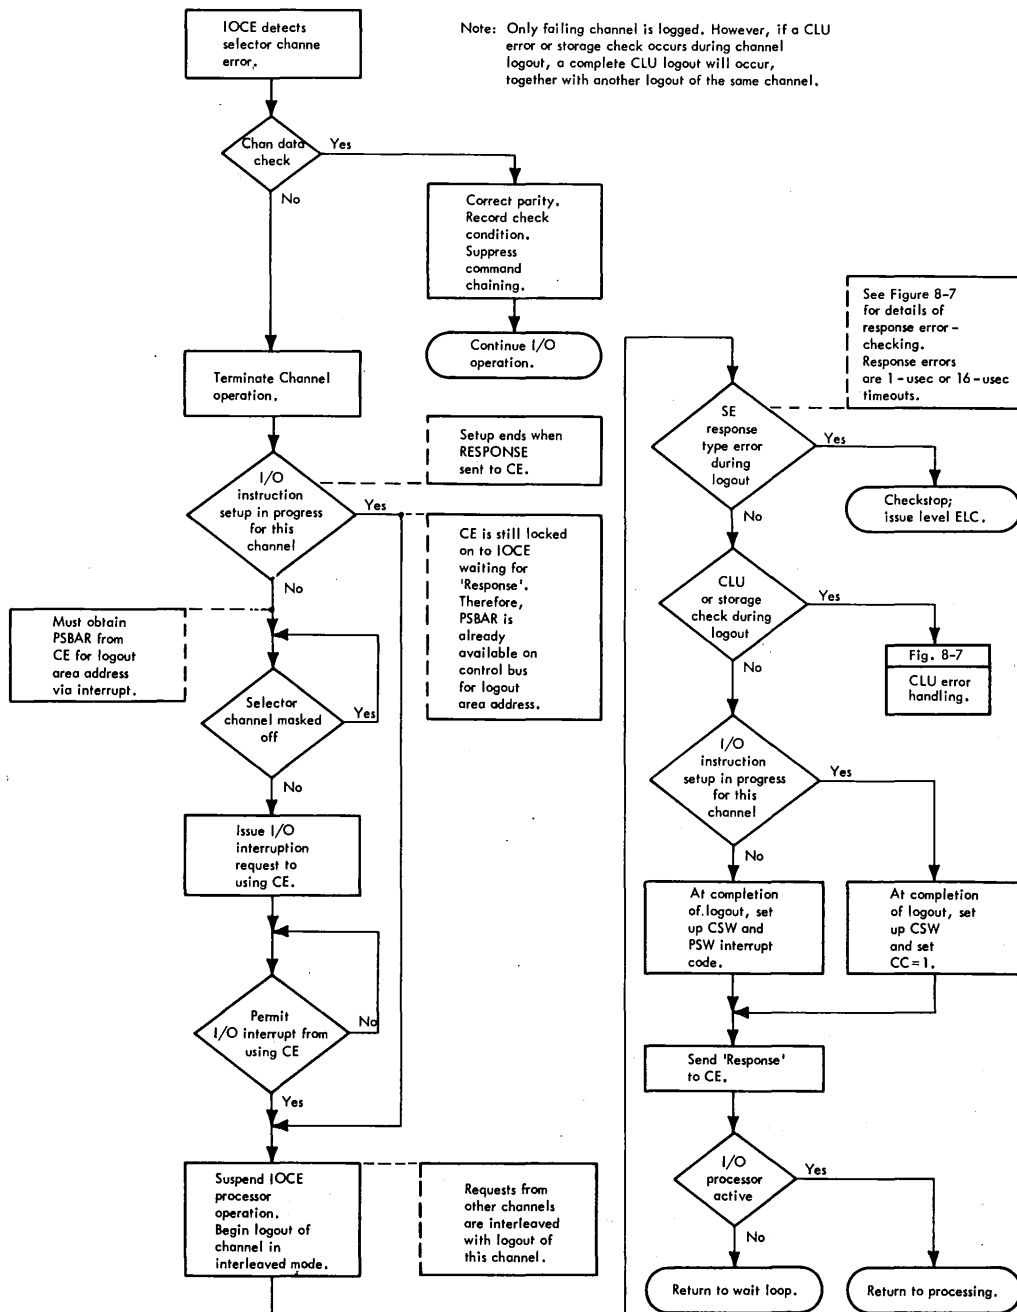 IOCE detects
selector channe
error.
Note: Only failing channel is logged. However, if a CLU
error or storage check occurs during channel
logout, a complete CLU logout will occur,
together with another logout of the same channel.
Chan data
check
Yes
No
Correct parity.
Record check
condition.
Suppress
command
chaining.
Continue I/O
operation.
Terminate Channel
operation.
Setup ends when
RESPONSE
sent to CE.
I/O
instruction
setup in progress
for this
channel
Yes
No
CE is still locked
on to IOCE
waiting for
'Response'.
Therefore,
PSBAR is
already
available on
control bus
for logout
area address.
Must obtain
PSBAR from
CE for logout
area address
via interrupt.
Selector
channel masked
off
Yes
No
Issue I/O
interruption
request to
using CE.
Permit
I/O interrupt from
using CE
No
Yes
Suspend IOCE
processor
operation.
Begin logout of
channel in
interleaved mode.
Requests from
other channels
are interleaved
with logout of
this channel.
See Figure 8-7
for details of
response error-
checking.
Response errors
are 1-usec or 16-usec
timeouts.
SE
response
type error
during
logout
Yes
No
Checkstop;
issue level ELC.
CLU
or storage
check during
logout
Yes
No
Fig. 8-7
CLU error
handling.
I/O
instruction
setup in progress
for this
channel
Yes
No
At completion
of.logout, set
up CSW and
PSW interrupt
code.
At completion
of logout, set
up CSW
and set
CC=1.
Send 'Response'
to CE.
I/O
processor
active
Yes
No
Return to wait loop.
Return to processing.